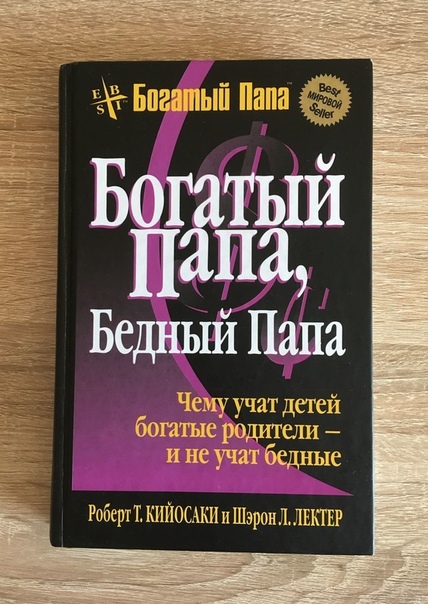 E B
S I
Богатый Папа™
Best
МИРОВОЙ
Seller
Богатый
Папа,
Бедный Папа
Чему учат детей
богатые родители –
и не учат бедные
Роберт Т. КИЙОСАКИ и Шэрон Л. ЛЕКТЕР